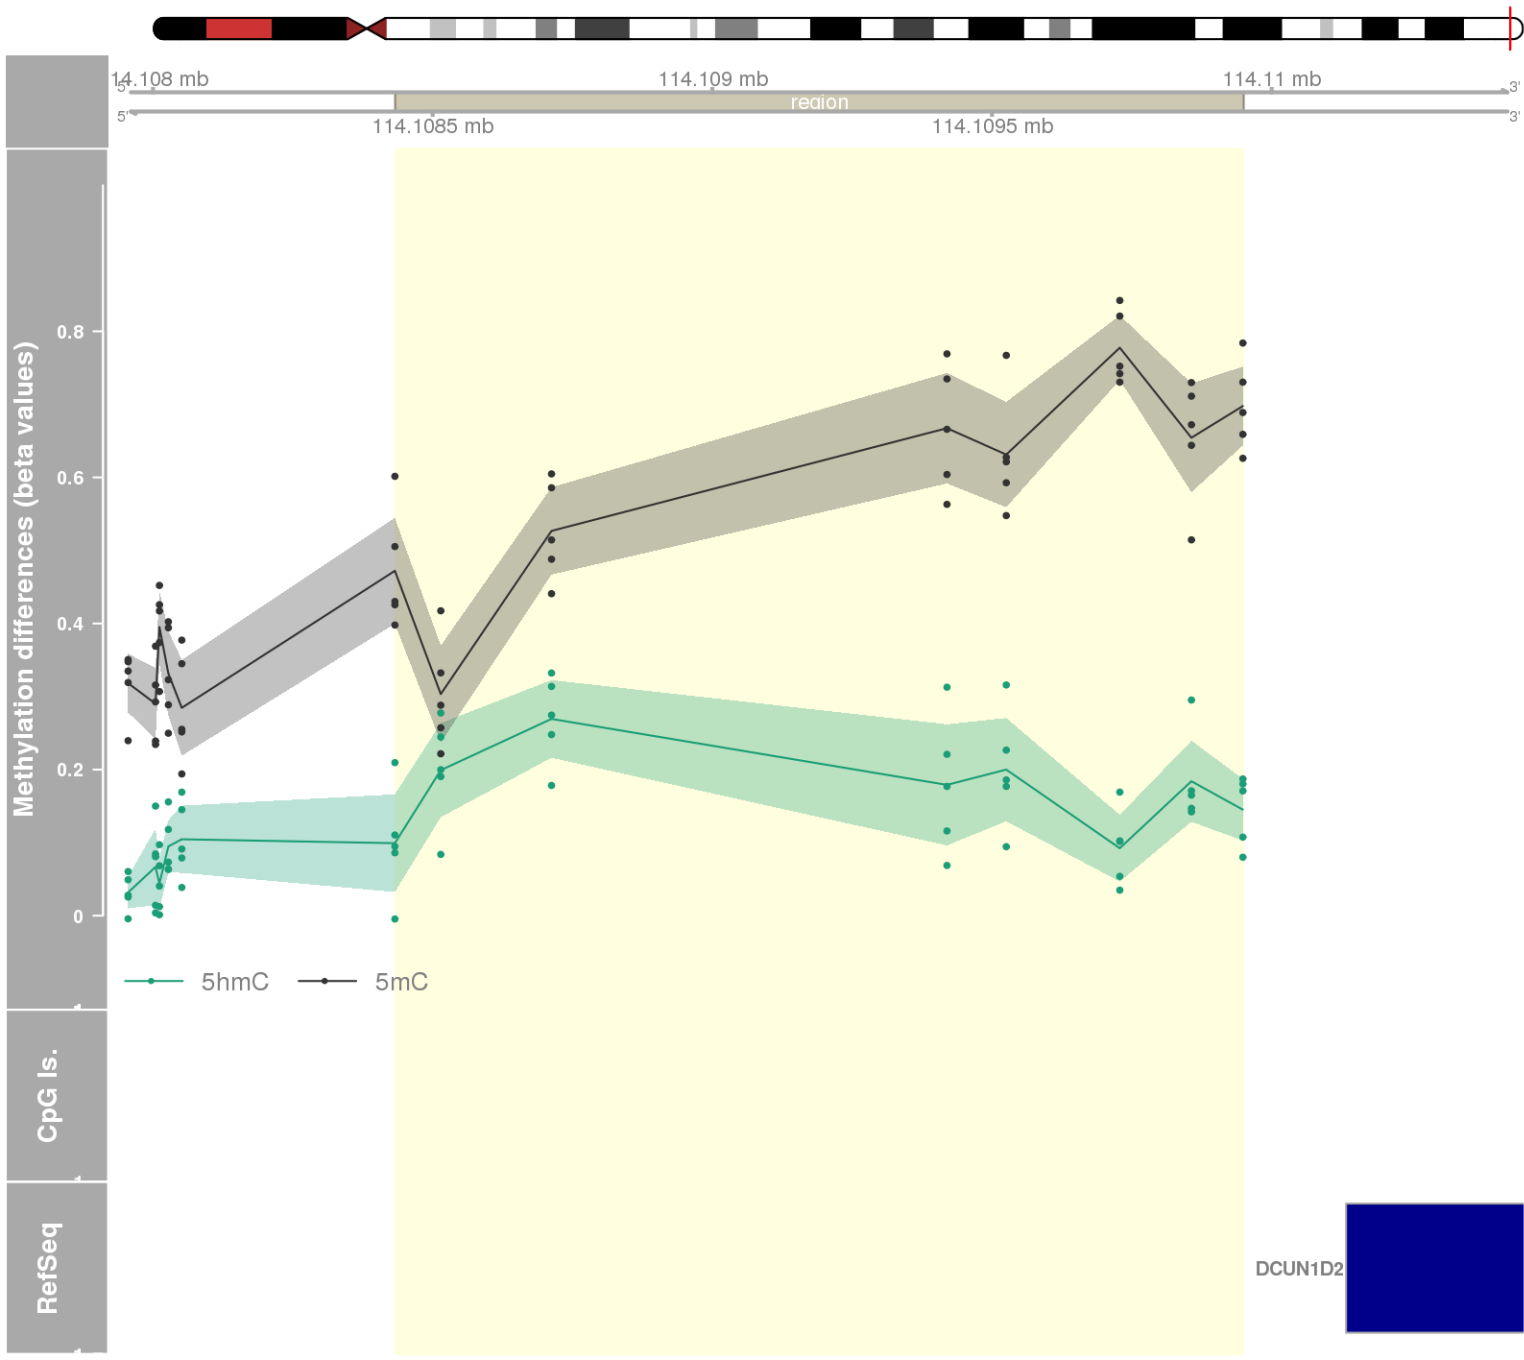 14.108 mb
114.109 mb
114.11 mb
5'
3'
region
5'
3'
114.1085 mb
114.1095 mb
Methylation differences (beta values)
0.8
0.6
0.4
0.2
0
5hmC
5mC
CpG Is.
RefSeq
DCUN1D2